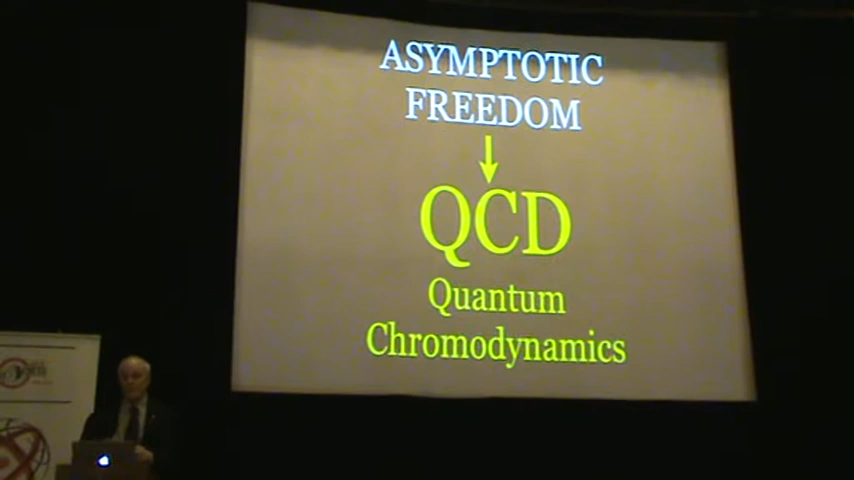 ASYMPTOTIC
FREEDOM
QCD
Quantum
Chromodynamics